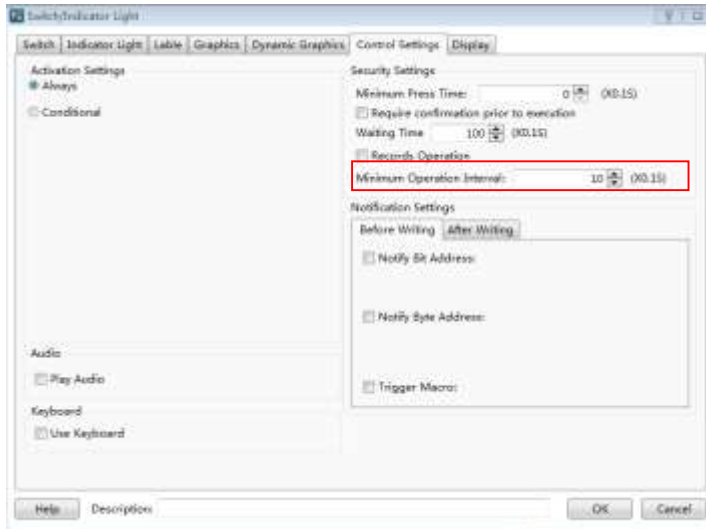 Switch/Indicator Light
Switch Indicator Light Lable Graphics Dynamic Graphics Control Settings Display
Activation Settings
Always
Conditional
Security Settings
Minimum Press Time: 0 (X0.1S)
Require confirmation prior to execution
Waiting Time 100 (X0.1S)
Records Operation
Minimum Operation Interval: 10 (X0.1S)
Notification Settings
Before Writing After Writing
Notify Bit Address:
Notify Byte Address:
Trigger Macro:
Audio
Play Audio
Keyboard
Use Keyboard
Help Description: OK Cancel